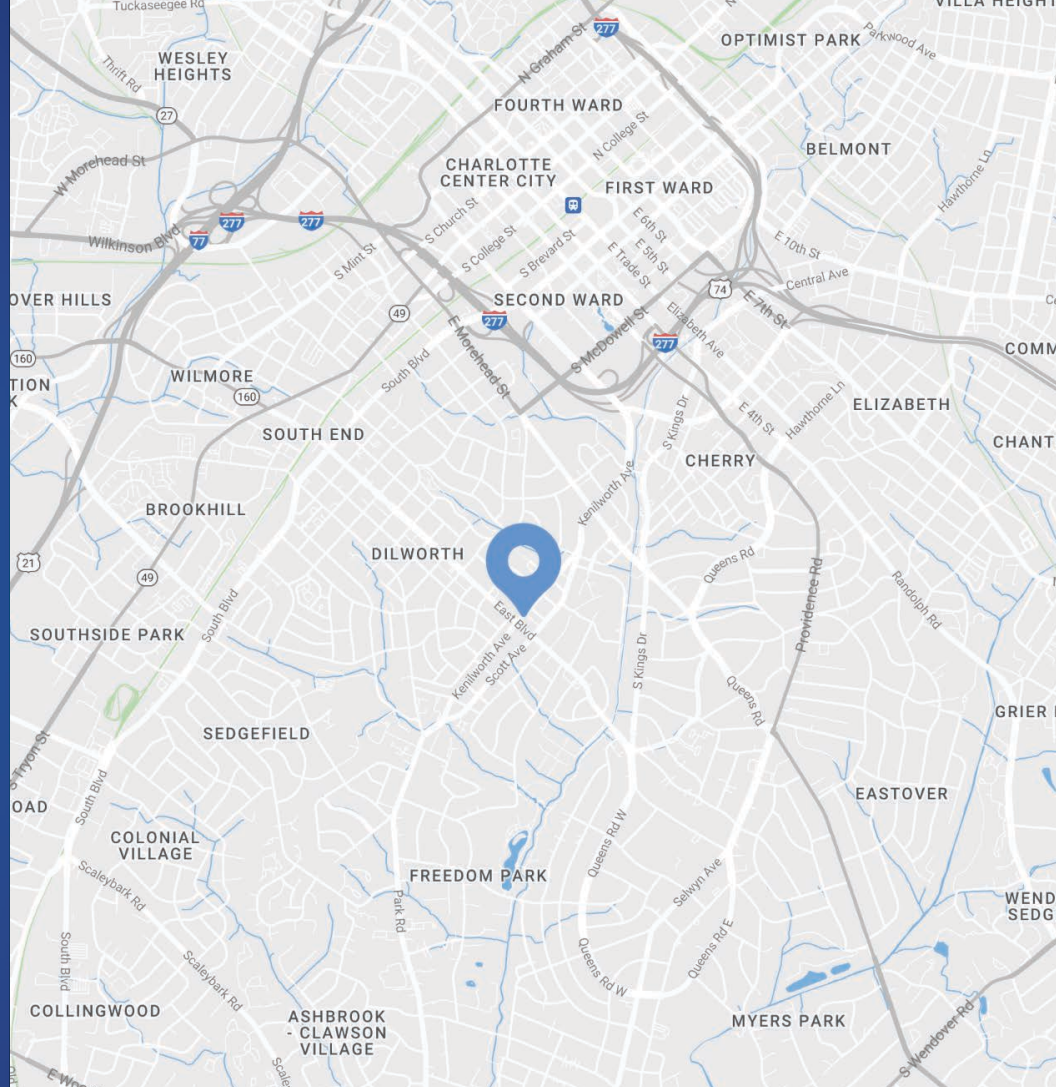 Tuckaseegee Rd
VILLA HEIGHT
277
OPTIMIST PARK
Parkwood Ave
N Graham St
WESLEY
HEIGHTS
Thrift Rd
FOURTH WARD
27
N College St
BELMONT
W Morehead St
CHARLOTTE
CENTER CITY
FIRST WARD
Hawthorne Ln
277
277
77
Wilkinson Blvd
S Church St
E 6th St
S Mint St
S College St
S Brevard St
E 5th St
E Trade St
E 10th St
Central Ave
74
OVER HILLS
49
SECOND WARD
E 7th St
277
E Morehead St
S McDowell St
Elizabeth Ave
277
160
TION
K
WILMORE
160
South Blvd
COMM
SOUTH END
S Kings Dr
E 4th St
Hawthorne Ln
ELIZABETH
CHANT
CHERRY
Kenilworth Ave
BROOKHILL
DILWORTH
21
49
Queens Rd
Providence Rd
Randolph Rd
South Blvd
East Blvd
SOUTHSIDE PARK
Kenilworth Ave
Scott Ave
S Kings Dr
Queens Rd
GRIER
SEDGEFIELD
S Tryon St
OAD
South Blvd
EASTOVER
COLONIAL
VILLAGE
Queens Rd W
FREEDOM PARK
Selwyn Ave
Scaleybark Rd
Park Rd
WEND
SEDG
South Blvd
Scaleybark Rd
Queens Rd W
Queens Rd E
COLLINGWOOD
ASHBROOK
- CLAWSON
VILLAGE
MYERS PARK
S Wendover Rd
E Woo
Scale